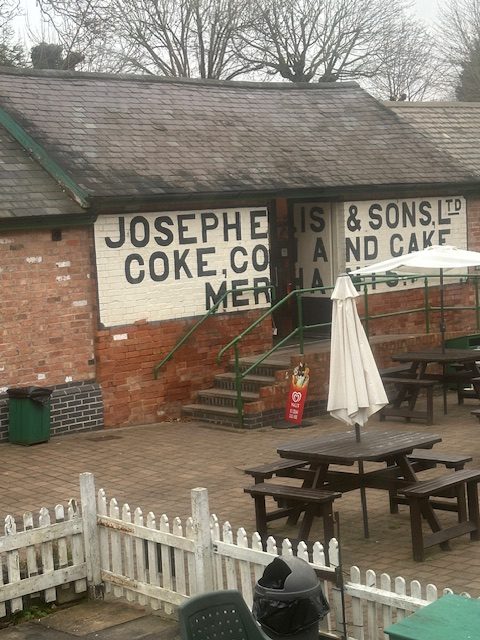 JOSEPH E IS & SONS, LTD
COKE, CO A ND CAKE
MER HA